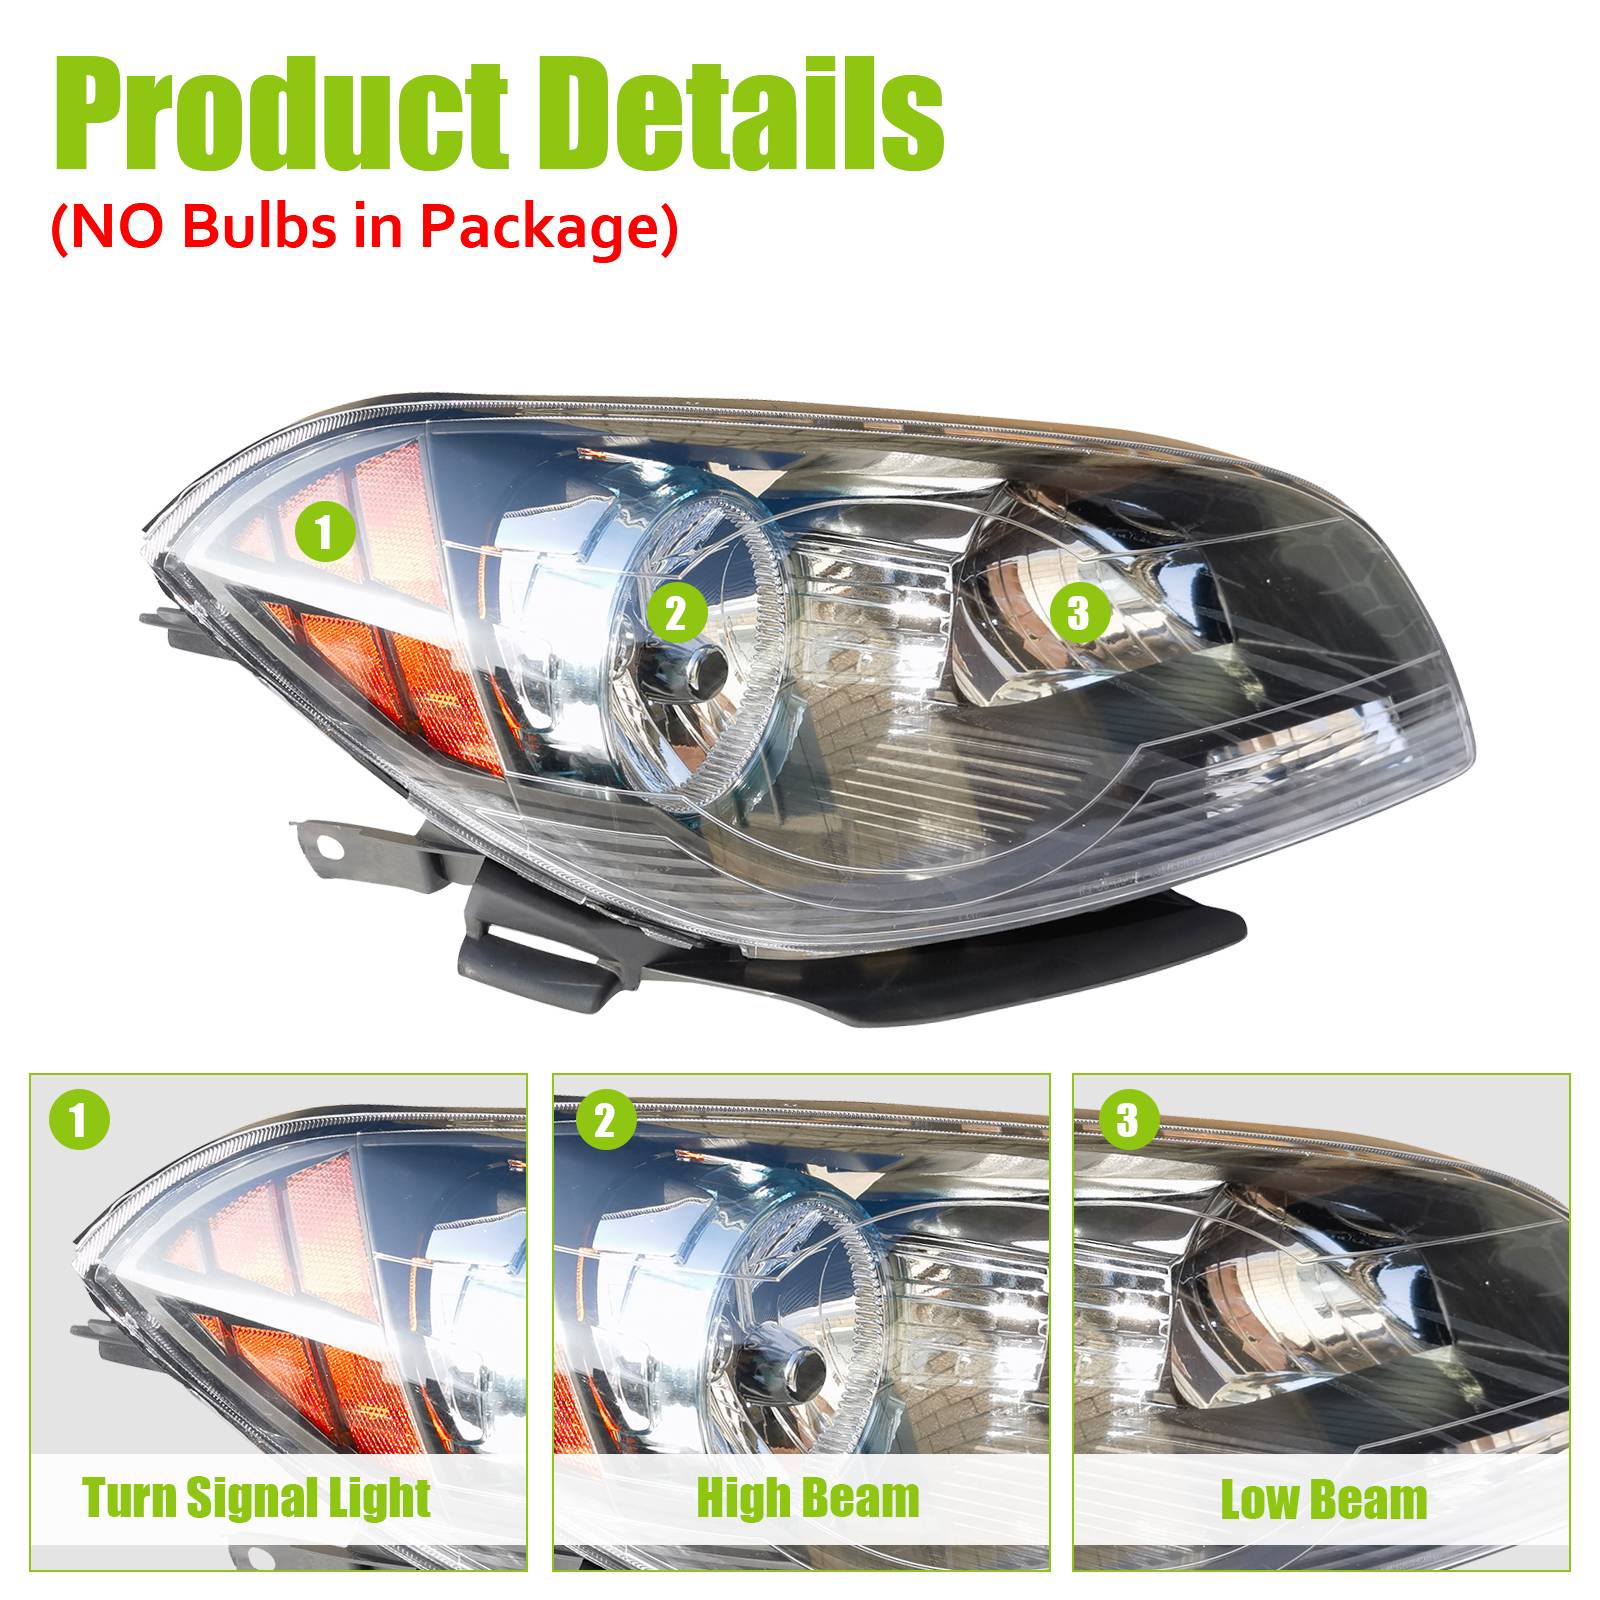 Product Details
(NO Bulbs in Package)
1
2
3
1
2
3
Turn Signal Light
High Beam
Low Beam